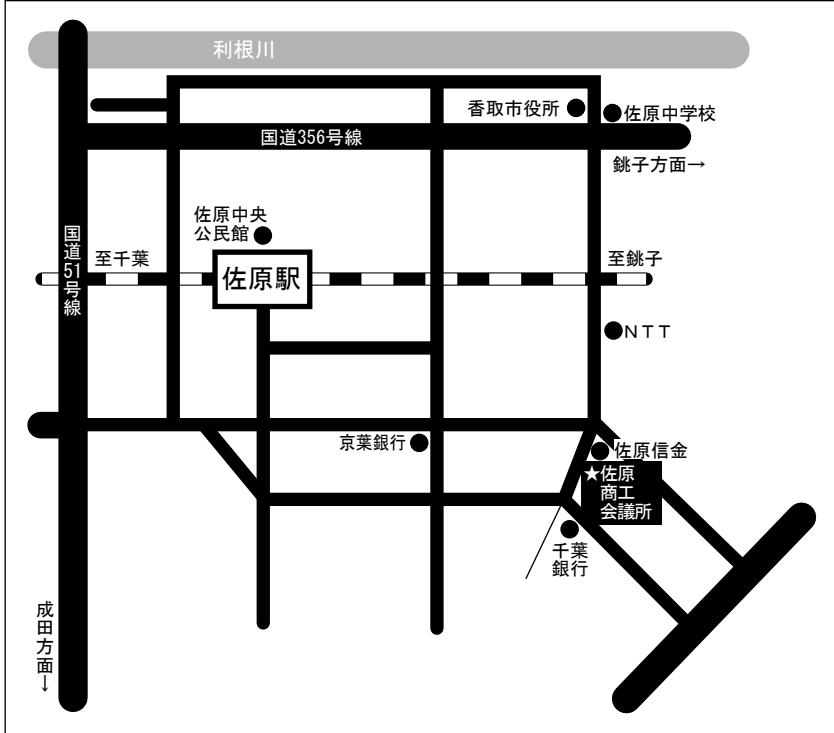 利根川
香取市役所
佐原中学校
国道356号線
銚子方面→
佐原中央
公民館
国道51号線
至千葉
佐原駅
至銚子
ＮＴＴ
京葉銀行
佐原信金
★佐原
商工
会議所
千葉
銀行
成田方面→